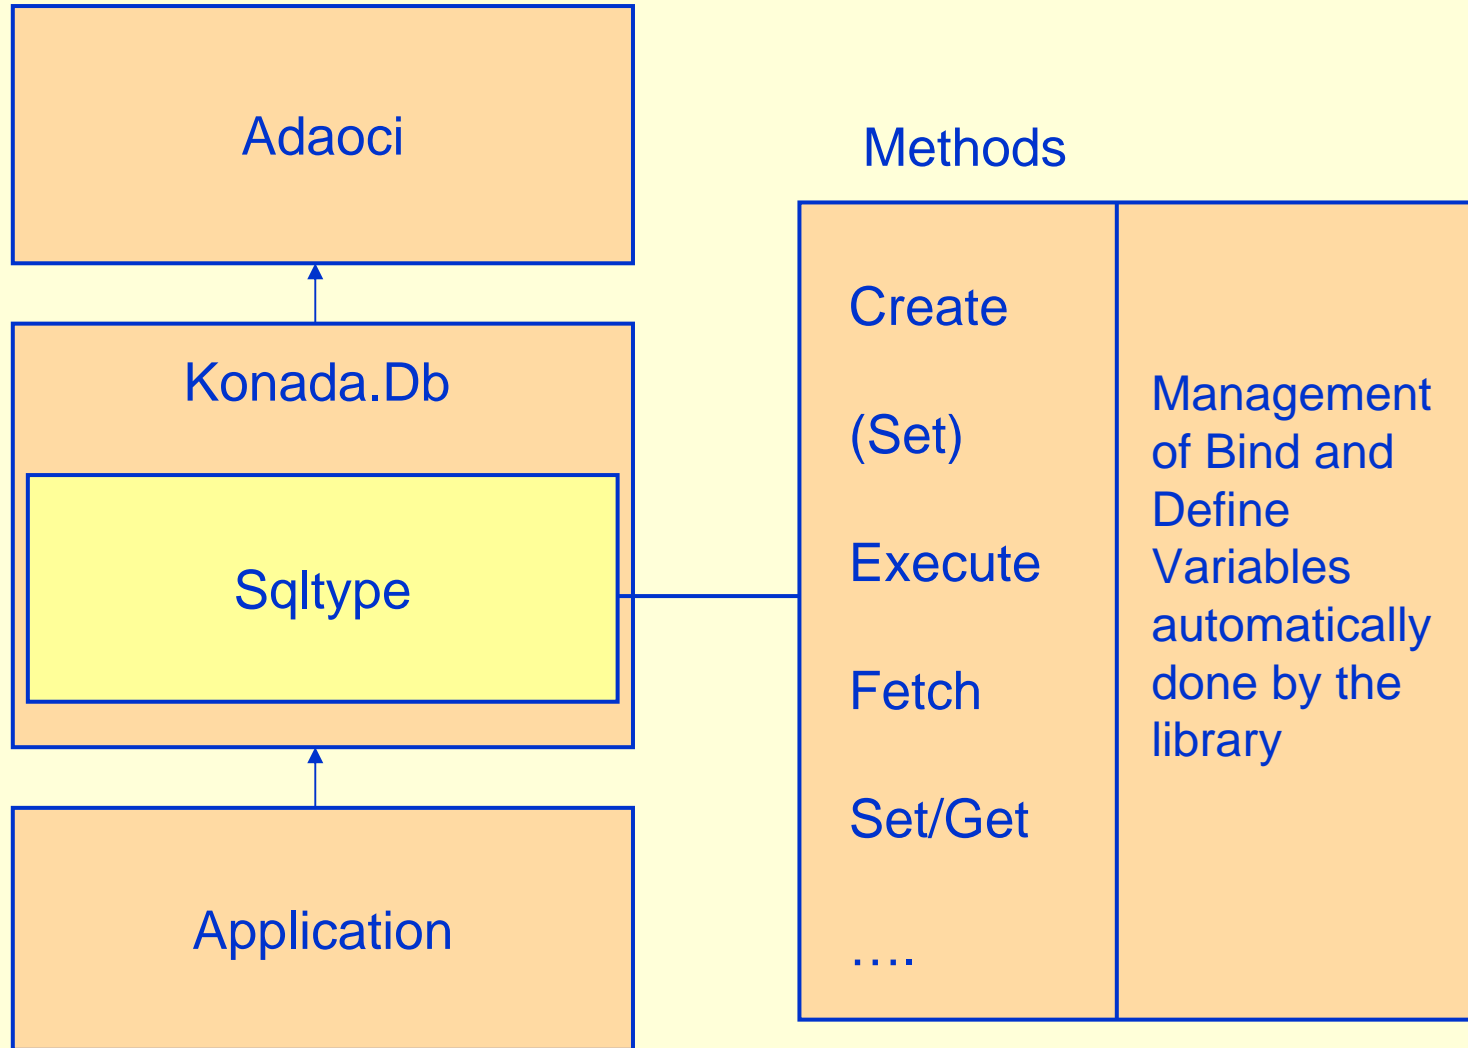 Adaoci
Konada.Db
Sqltype
Application
Methods
Create
(Set)
Execute
Fetch
Set/Get
....
Management
of Bind and
Define
Variables
automatically
done by the
library